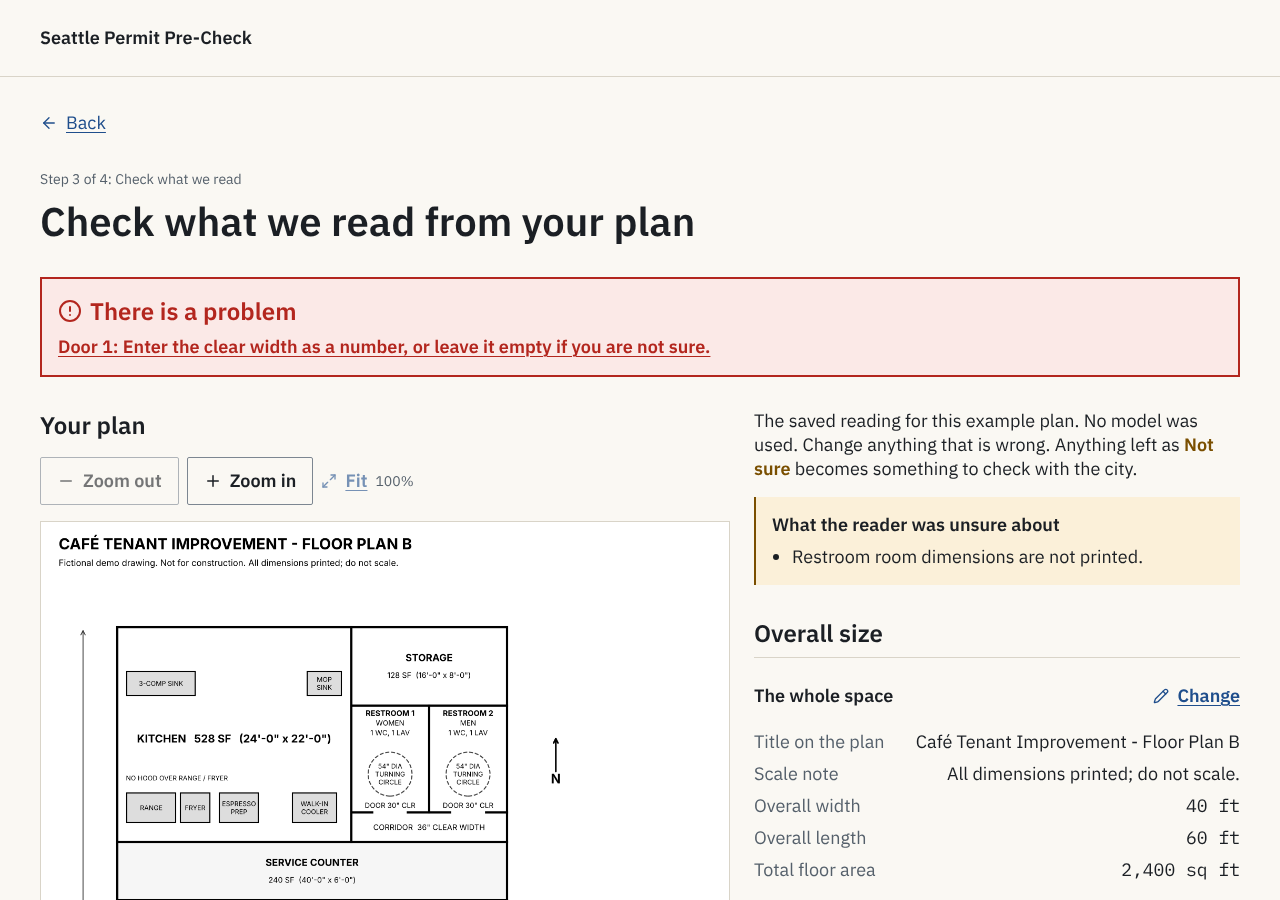 Seattle Permit Pre-Check
Back
Step 3 of 4: Check what we read
Check what we read from your plan
There is a problem
Door 1: Enter the clear width as a number, or leave it empty if you are not sure.
Your plan
Zoom out
Zoom in
Fit
100%
CAFÉ TENANT IMPROVEMENT - FLOOR PLAN B
Fictional demo drawing. Not for construction. All dimensions printed; do not scale.
STORAGE
128 SF (16'-0" x 8'-0")
3-COMP SINK
MOP
SINK
RESTROOM 1
WOMEN
1 WC, 1 LAV
RESTROOM 2
MEN
1 WC, 1 LAV
KITCHEN 528 SF (24'-0" x 22'-0")
54" DIA
TURNING
CIRCLE
54" DIA
TURNING
CIRCLE
N
NO HOOD OVER RANGE / FRYER
RANGE
FRYER
ESPRESSO
PREP
WALK-IN
COOLER
DOOR 30" CLR
DOOR 30" CLR
CORRIDOR 36" CLEAR WIDTH
SERVICE COUNTER
240 SF (40'-0" x 6'-0")
The saved reading for this example plan. No model was
used. Change anything that is wrong. Anything left as Not
sure becomes something to check with the city.
What the reader was unsure about
• Restroom room dimensions are not printed.
Overall size
The whole space
Change
Title on the plan Café Tenant Improvement - Floor Plan B
Scale note All dimensions printed; do not scale.
Overall width 40 ft
Overall length 60 ft
Total floor area 2,400 sq ft